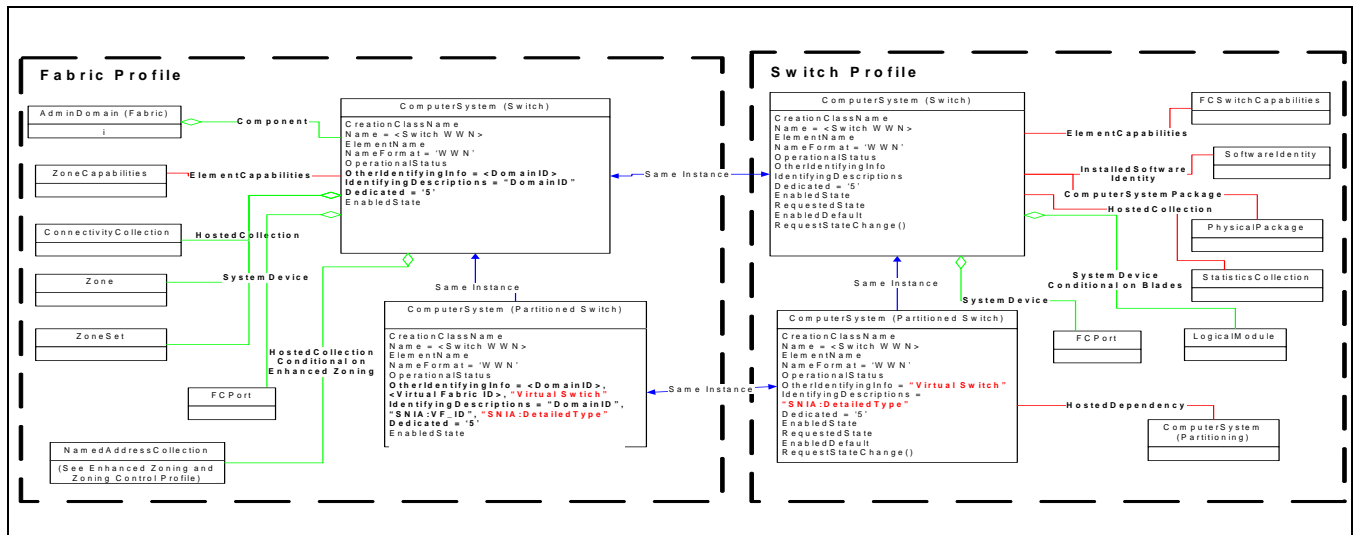 Fabric Profile
AdminDomain (Fabric)
i
Component
ZoneCapabilities
ElementCapabilities
ConnectivityCollection
HostedCollection
Zone
SystemDevice
ZoneSet
HostedCollection
Conditional on
Enhanced Zoning
FCPort
NamedAddressCollection
(See Enhanced Zoning and
Zoning Control Profile)
ComputerSystem (Switch)
CreationClassName
Name = <Switch WWN>
ElementName
NameFormat = 'WWN'
OperationalStatus
OtherIdentifyingInfo = <DomainID>
IdentifyingDescriptions = "DomainID"
Dedicated = '5'
EnabledState
Same Instance
ComputerSystem (Partitioned Switch)
CreationClassName
Name = <Switch WWN>
ElementName
NameFormat = 'WWN'
OperationalStatus
OtherIdentifyingInfo = <DomainID>,
<Virtual Fabric ID>, "Virtual Swtich"
IdentifyingDescriptions = "DomainID",
"SNIA:VF_ID", "SNIA:DetailedType"
Dedicated = '5'
EnabledState
Same Instance
Same Instance
Switch Profile
ComputerSystem (Switch)
CreationClassName
Name = <Switch WWN>
ElementName
NameFormat = 'WWN'
OperationalStatus
OtherIdentifyingInfo
IdentifyingDescriptions
Dedicated = '5'
EnabledState
RequestedState
EnabledDefault
RequestStateChange()
Same Instance
ComputerSystem (Partitioned Switch)
CreationClassName
Name = <Switch WWN>
ElementName
NameFormat = 'WWN'
OperationalStatus
OtherIdentifyingInfo = "Virtual Switch"
IdentifyingDescriptions =
"SNIA:DetailedType"
Dedicated = '5'
EnabledState
RequestedState
EnabledDefault
RequestStateChange()
FCSwitchCapabilities
ElementCapabilities
SoftwareIdentity
InstalledSoftware
Identity
ComputerSystemPackage
HostedCollection
PhysicalPackage
StatisticsCollection
SystemDevice
Conditional on Blades
SystemDevice
FCPort
LogicalModule
HostedDependency
ComputerSystem
(Partitioning)